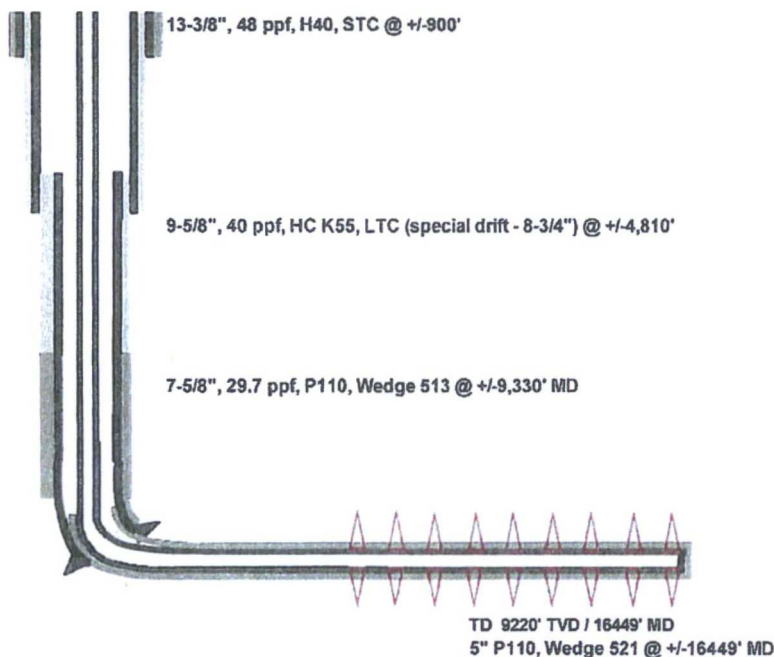 13-3/8", 48 ppf, H40, STC @ +/-900'
9-5/8", 40 ppf, HC K55, LTC (special drift - 8-3/4") @ +/-4,810'
7-5/8", 29.7 ppf, P110, Wedge 513 @ +/-9,330' MD
TD 9220' TVD / 16449' MD
5" P110, Wedge 521 @ +/-16449' MD